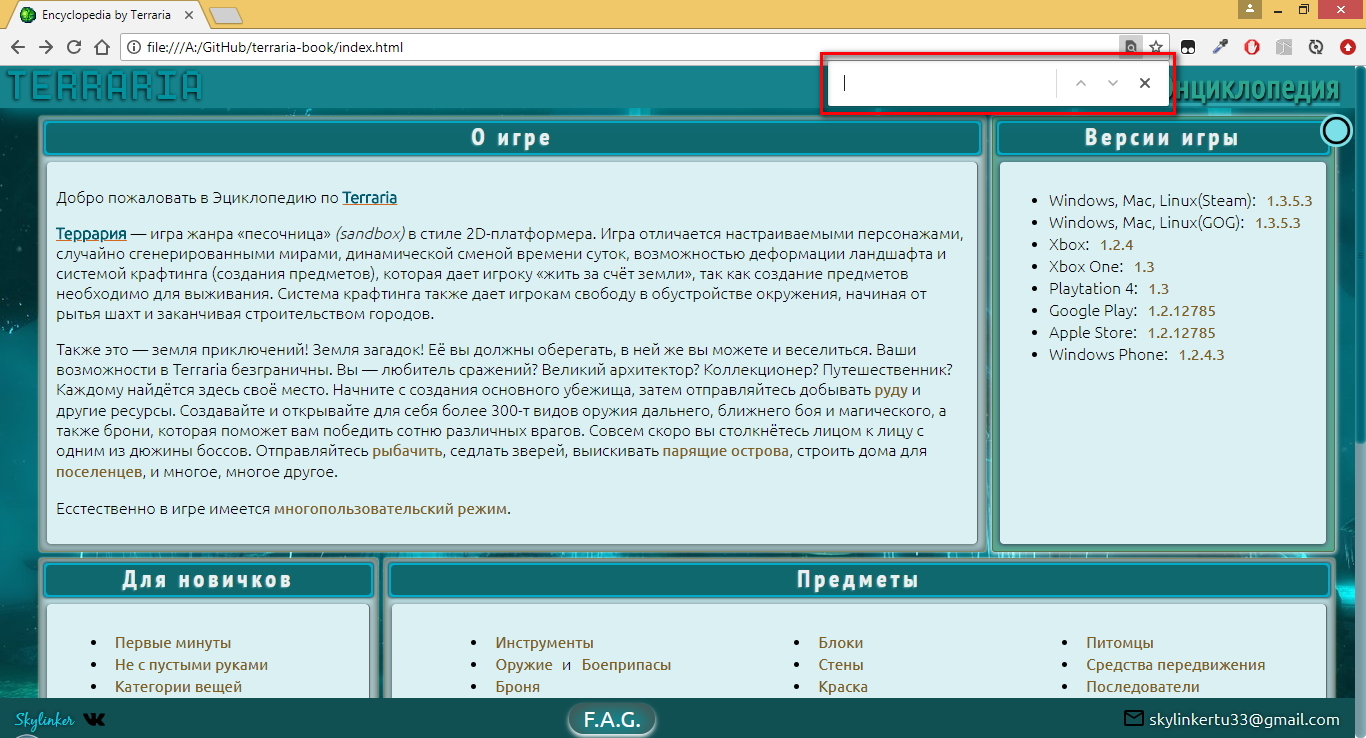 Encyclopedia by Terraria
file:///A:/GitHub/terraria-book/index.html
TERRARIA
нциклопедия
О игре
Добро пожаловать в Эциклопедию по Terraria
Террария — игра жанра «песочница» (sandbox) в стиле 2D-платформера. Игра отличается настраиваемыми персонажами,
случайно сгенерированными мирами, динамической сменой времени суток, возможностью деформации ландшафта и
системой крафтинга (создания предметов), которая дает игроку «жить за счёт земли», так как создание предметов
необходимо для выживания. Система крафтинга также дает игрокам свободу в обустройстве окружения, начиная от
рытья шахт и заканчивая строительством городов.
Также это — земля приключений! Земля загадок! Её вы должны оберегать, в ней же вы можете и веселиться. Ваши
возможности в Terraria безграничны. Вы — любитель сражений? Великий архитектор? Коллекционер? Путешественник?
Каждому найдётся здесь своё место. Начните с создания основного убежища, затем отправляйтесь добывать руду и
другие ресурсы. Создавайте и открывайте для себя более 300-т видов оружия дальнего, ближнего боя и магического, а
также брони, которая поможет вам победить сотню различных врагов. Совсем скоро вы столкнётесь лицом к лицу с
одним из дюжины боссов. Отправляйтесь рыбачить, седлать зверей, выискивать парящие острова, строить дома для
поселенцев, и многое, многое другое.
Есстественно в игре имеется многопользовательский режим.
Версии игры
Windows, Mac, Linux(Steam): 1.3.5.3
Windows, Mac, Linux(GOG): 1.3.5.3
Xbox: 1.2.4
Xbox One: 1.3
Playtation 4: 1.3
Google Play: 1.2.12785
Apple Store: 1.2.12785
Windows Phone: 1.2.4.3
Для новичков
Первые минуты
Не с пустыми руками
Категории вещей
Предметы
Инструменты
Оружие и Боеприпасы
Броня
Блоки
Стены
Краска
Питомцы
Средства передвижения
Последователи
Skylinker
F.A.G.
skylinkertu33@gmail.com